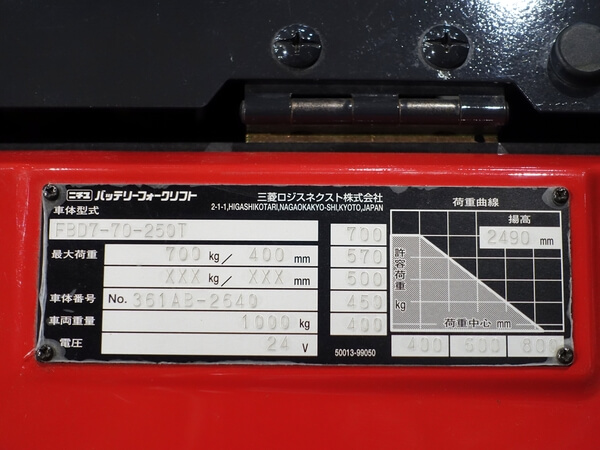 ニチユ バッテリーフォークリフト
三菱ロジスネクスト株式会社
2-1-1,HIGASHIKOTARI,NAGAOKAKYO-SHI,KYOTO,JAPAN
車体型式
FBD7-70-250T
最大荷重 700 kg/ 400 mm
XXX kg/ XXX mm
車体番号 No. 361AB-2640
車両重量 1000 kg
電圧 24 V
700
570
500
450
400
50013-99050
荷重曲線
揚高
2490 mm
許容荷重
kg
荷重中心 mm
400 500 600